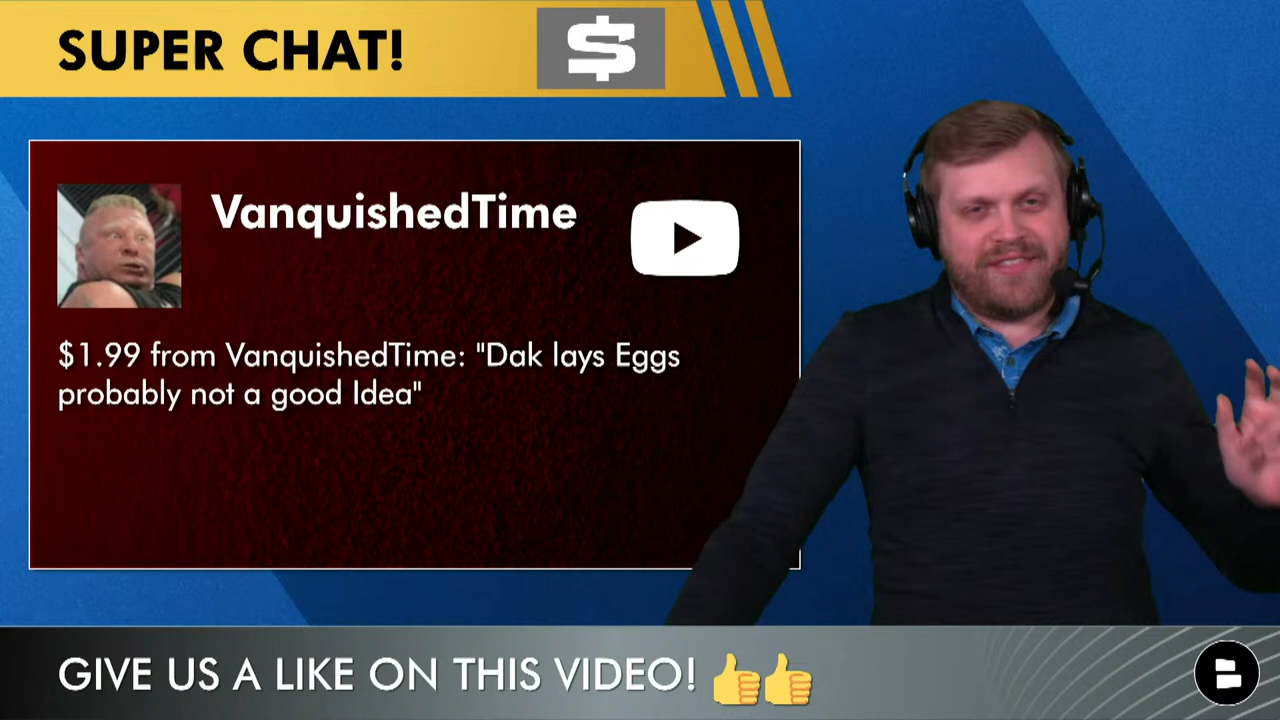 SUPER CHAT!
$
VanquishedTime
$1.99 from VanquishedTime: "Dak lays Eggs
probably not a good Idea"
GIVE US A LIKE ON THIS VIDEO! 👍👍